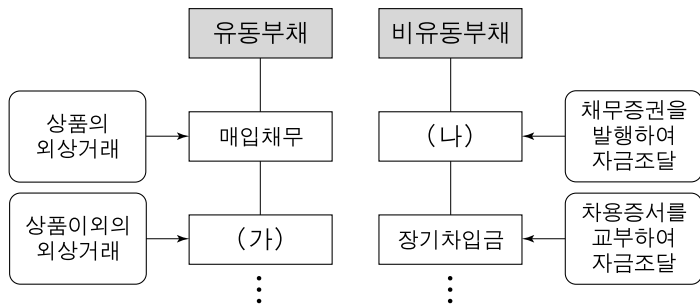 유동부채
비유동부채
상품의
외상거래
매입채무
(나)
채무증권을
발행하여
자금조달
상품이외의
외상거래
(가)
장기차입금
차용증서를
교부하여
자금조달